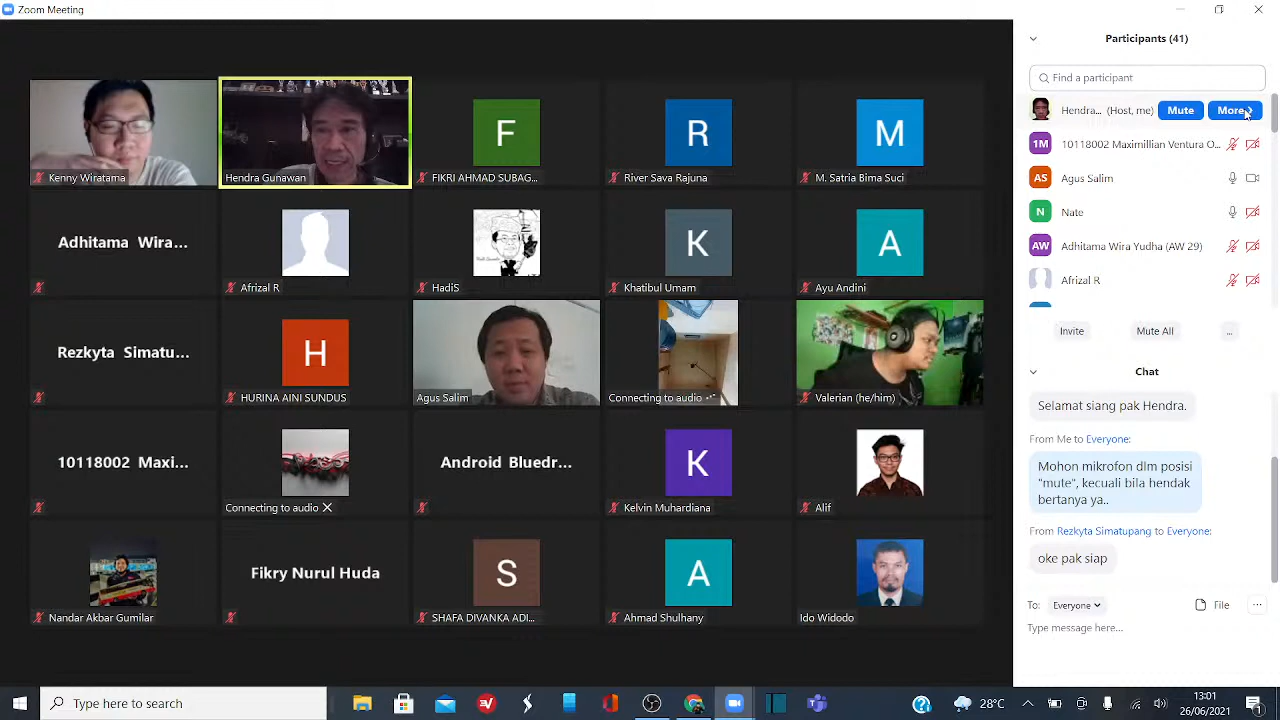 Zoom Meeting
Kenny Wiratama
Hendra Gunawan
F
FIKRI AHMAD SUBAG...
R
River Sava Rajuna
M
M. Satria Bima Suci
Adhitama Wira...
Afrizal R
HadiS
K
Khatibul Umam
A
Ayu Andini
Rezkyta Simatu...
H
HURINA AINI SUNDUS
Agus Salim
Connecting to audio
Valerian (he/him)
10118002 Maxi...
Connecting to audio
Android Bluedr...
K
Kelvin Muhardiana
Alif
Nandar Akbar Gumilar
Fikry Nurul Huda
S
SHAFA DIVANKA ADI...
A
Ahmad Shulhany
Ido Widodo
Participants (41)
Find a participant
Mute
More
1M
10118002 Maximillian William V O...
AS
Agus Salim
N
Nate
AW
Adhitama Wira Yudha (AW 29)
Afrizal R
Invite
Mute All
...
Chat
Selamat siang pak Hendra.
From Me to Everyone:
Mohon mikrofon dlm posisi
"mute", kecuali bila hendak
bertanya ya...
From Rezkyta Simatupang to Everyone:
baik pak
To:
Everyone
File
...
Type message here...
Type here to search
28°C
13:01
26/06/2021